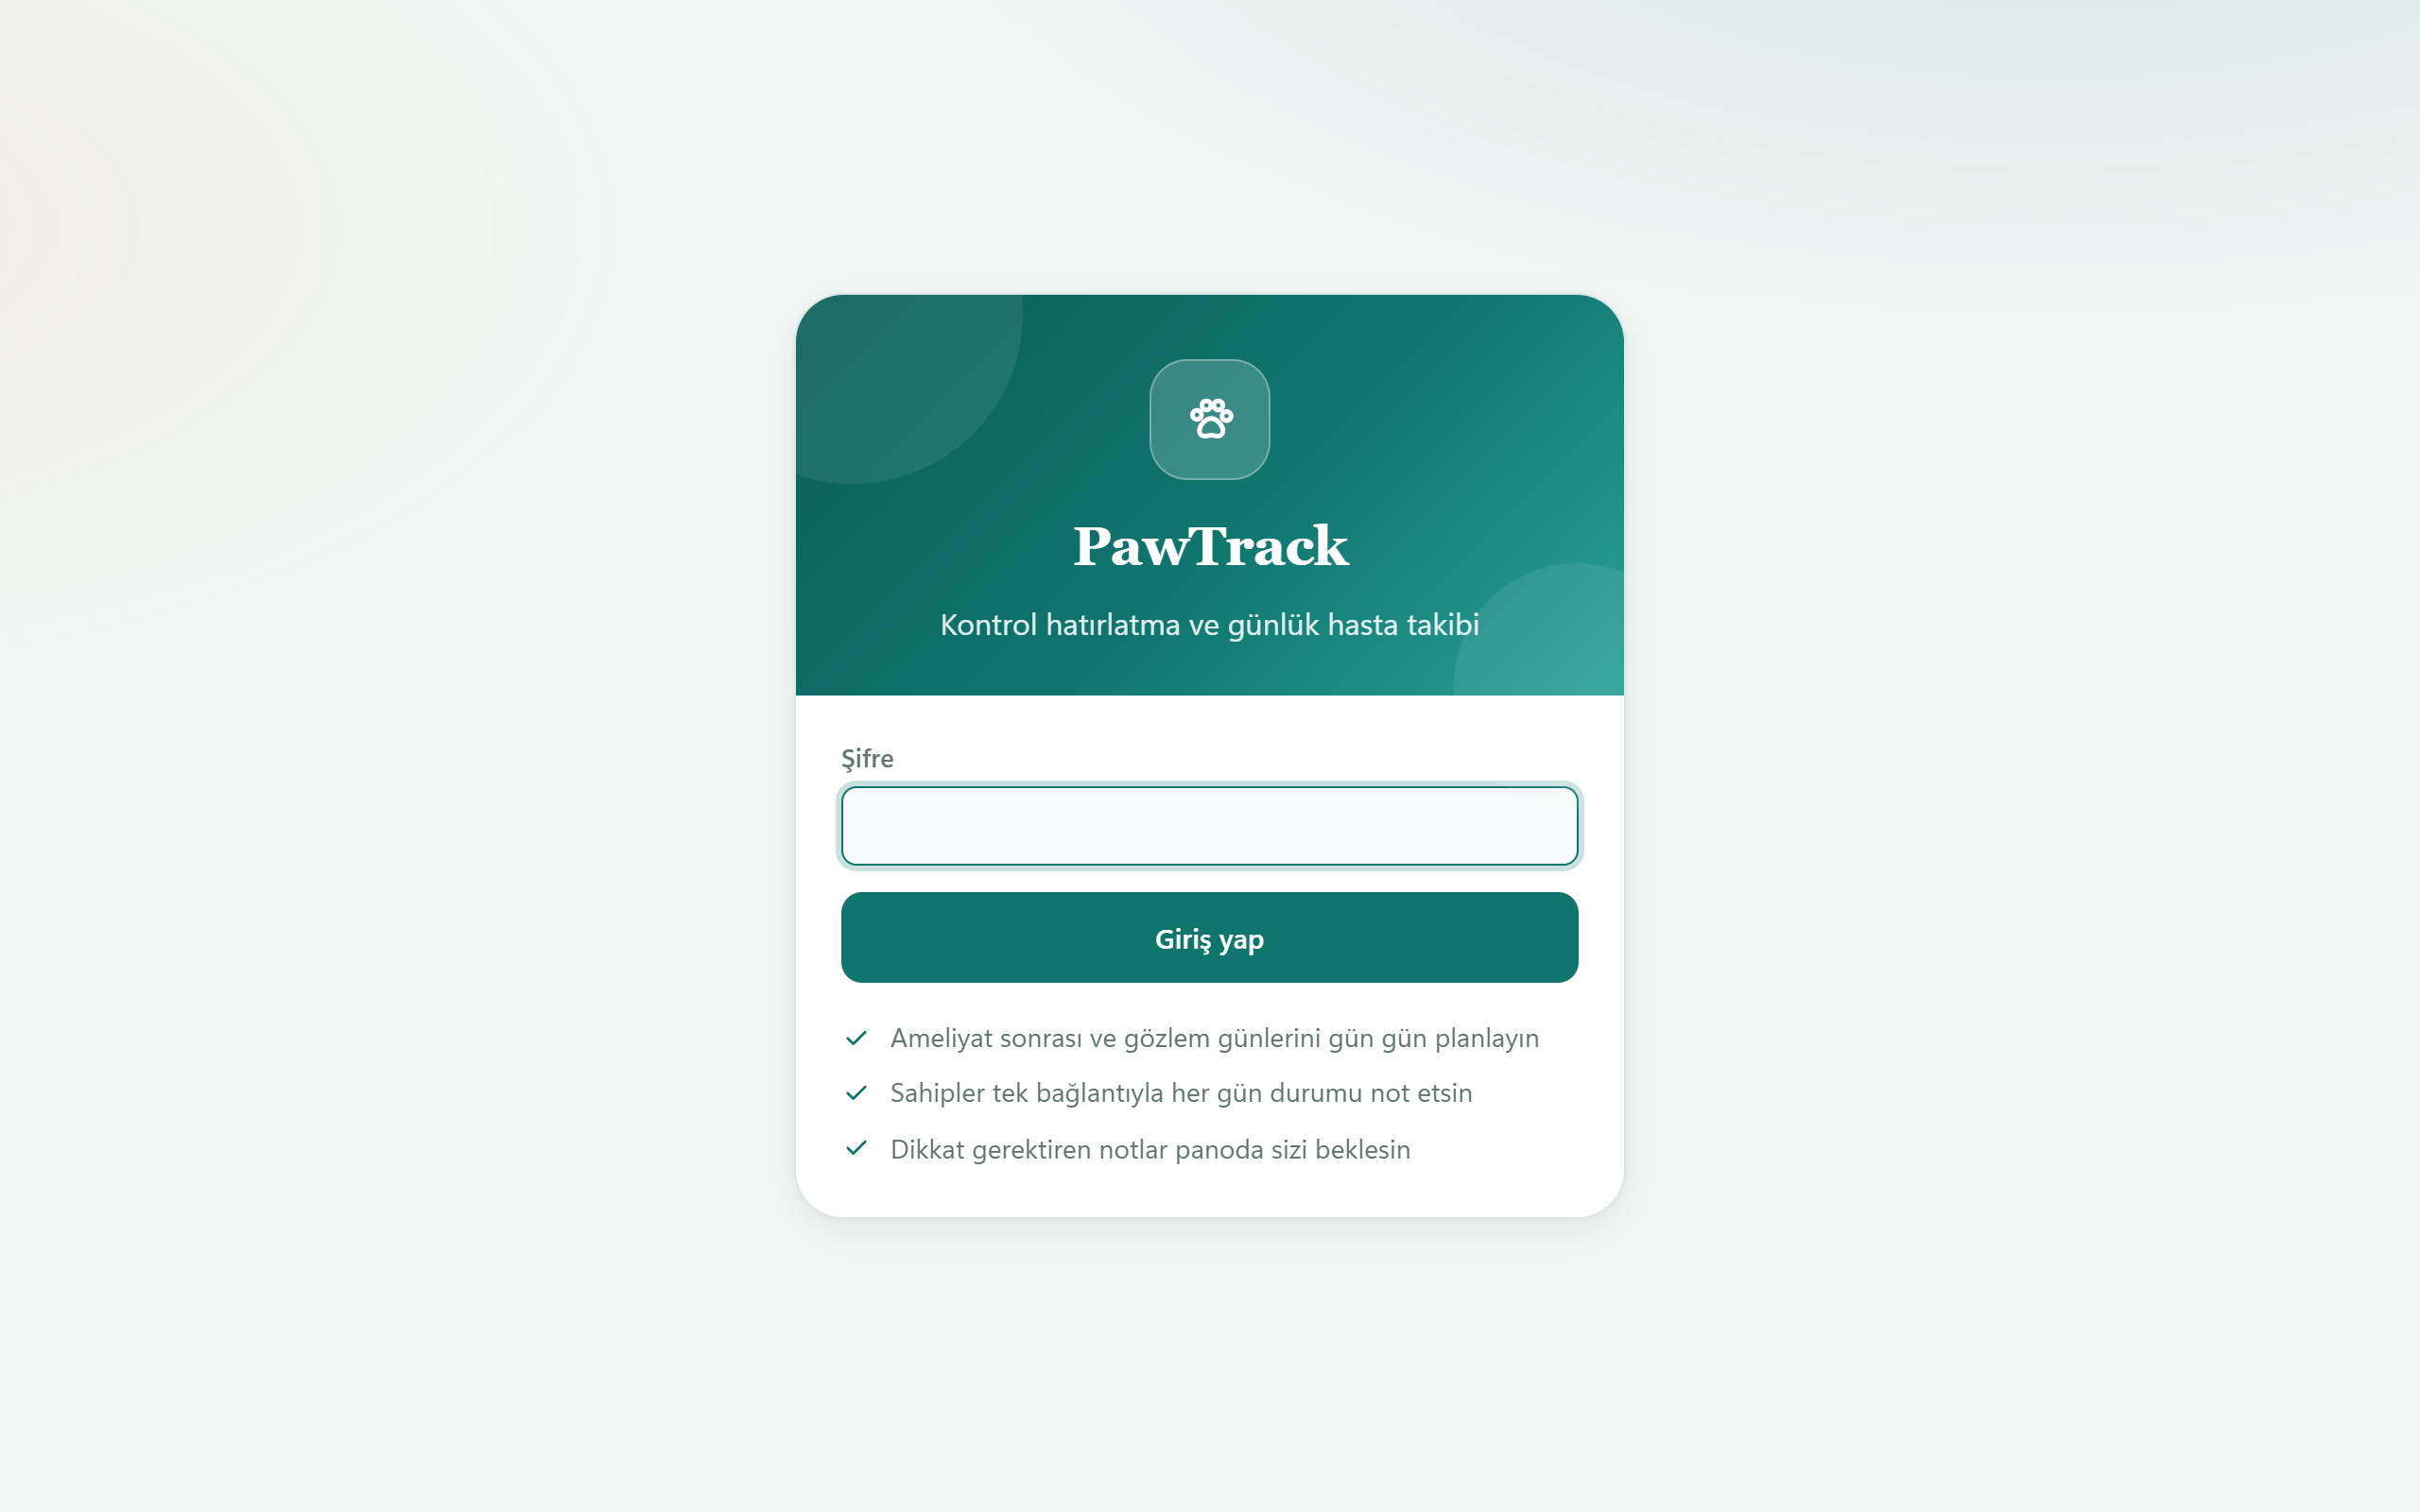 PawTrack
Kontrol hatırlatma ve günlük hasta takibi
Şifre
Giriş yap
Ameliyat sonrası ve gözlem günlerini gün gün planlayın
Sahipler tek bağlantıyla her gün durumu not etsin
Dikkat gerektiren notlar panoda sizi beklesin